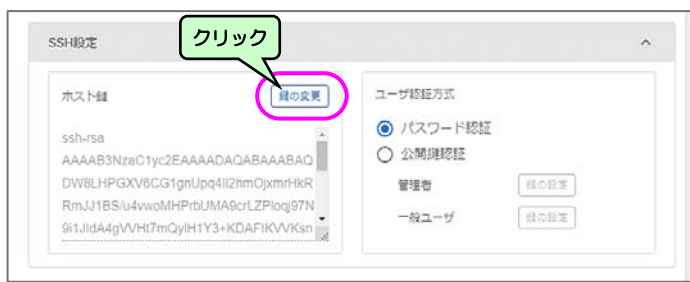 クリック
SSH設定
ホスト鍵
鍵の変更
ssh-rsa
AAAAB3NzaC1yc2EAAAADAQABAAABAQ
DW8LHPGXV6CG1gnUpq4Il2hmOjxmrHkR
RmJJ1BS/u4vwoMHPrbUMA9crLZPloqj97N
9i1JIdA4gVVHt7mQyIH1Y3+KDAFIKVVKsn
ユーザ認証方式
パスワード認証
公開鍵認証
管理者
鍵の設定
一般ユーザ
鍵の設定